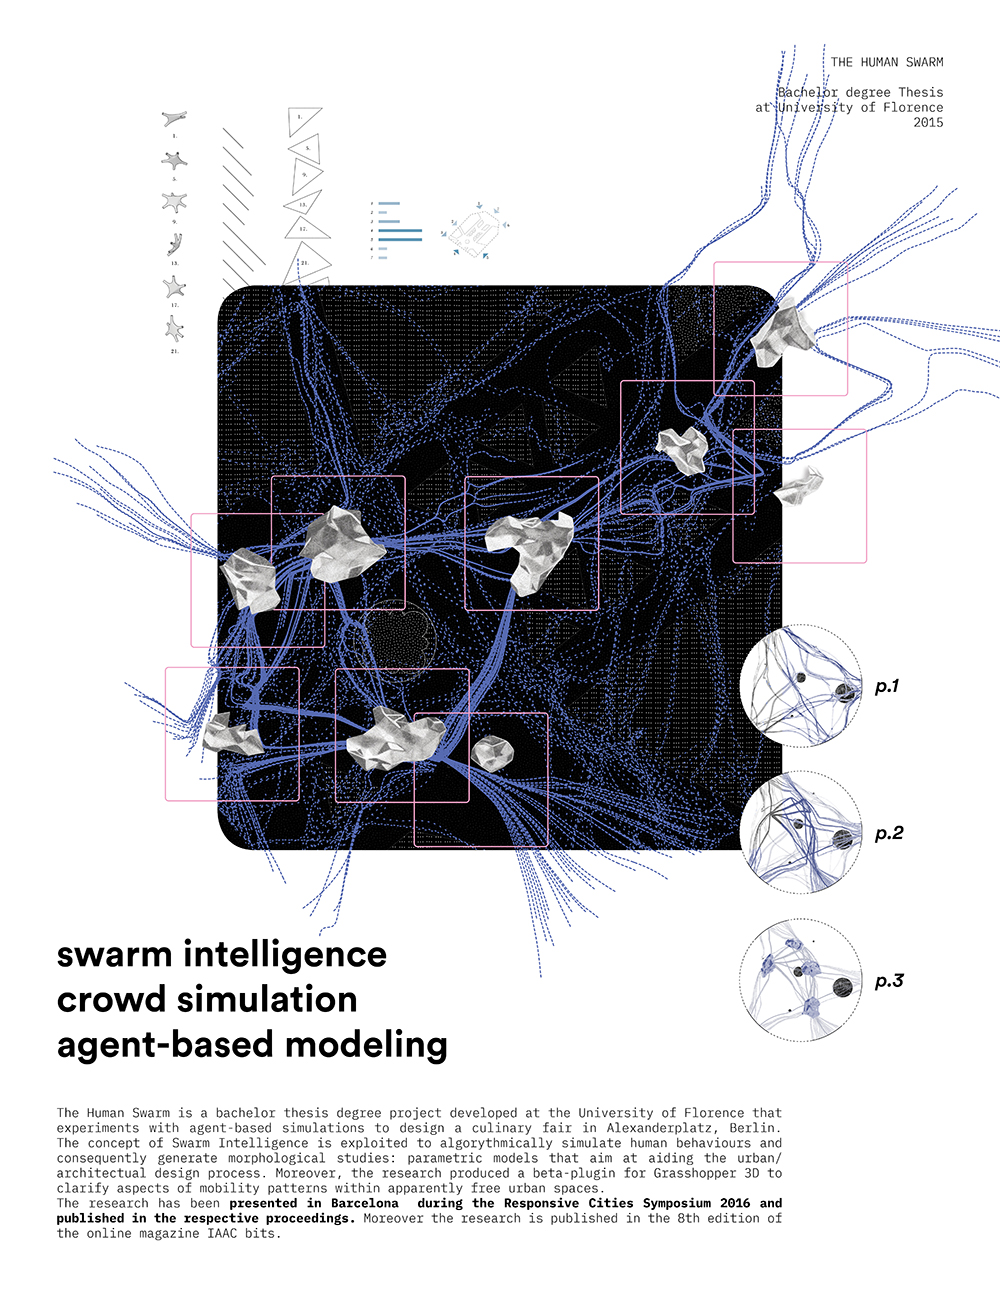 THE HUMAN SWARM
Bachelor degree Thesis
at University of Florence
2015
1.
5.
9.
13.
17.
21.
1.
5.
9.
13.
17.
21.
1
2
3
4
5
6
7
p.1
p.2
p.3
swarm intelligence
crowd simulation
agent-based modeling
The Human Swarm is a bachelor thesis degree project developed at the University of Florence that
experiments with agent-based simulations to design a culinary fair in Alexanderplatz, Berlin.
The concept of Swarm Intelligence is exploited to algorythmically simulate human behaviours and
consequently generate morphological studies: parametric models that aim at aiding the urban/
architectual design process. Moreover, the research produced a beta-plugin for Grasshopper 3D to
clarify aspects of mobility patterns within apparently free urban spaces.
The research has been presented in Barcelona during the Responsive Cities Symposium 2016 and
published in the respective proceedings. Moreover the research is published in the 8th edition of
the online magazine IAAC bits.